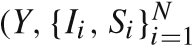 (Y, {I_i, S_i}_{i=1}^N